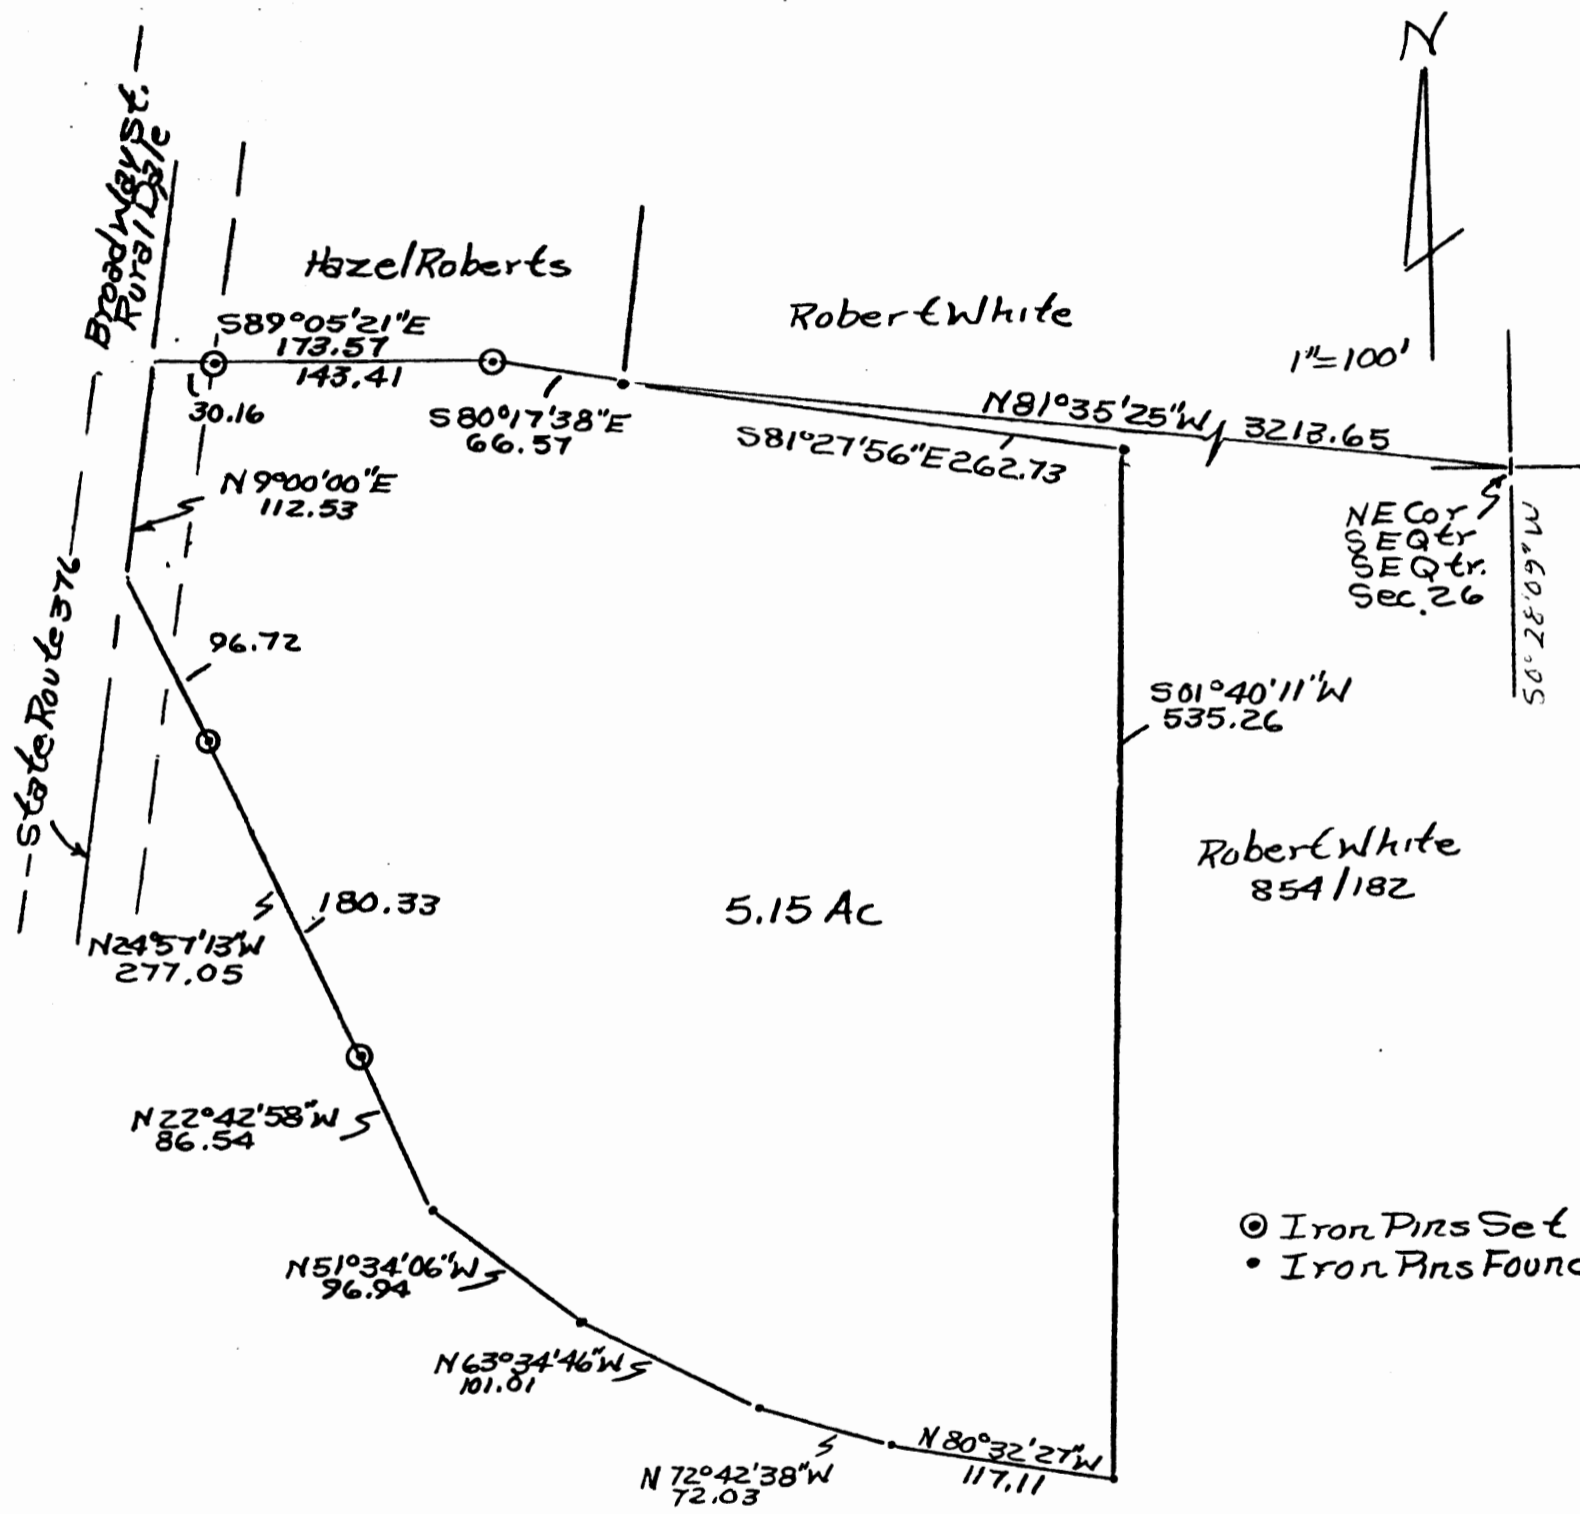 N
Broadway St.
Rural Dale
Hazel Roberts
Robert White
S89°05'21"E
173.57
143.41
30.16
1"=100'
S80°17'38"E
66.57
N81°35'25"W
3213.65
S81°27'56"E 262.73
N9°00'00"E
112.53
NE Cor
SE Qtr
SE Qtr.
Sec. 26
State Route 376
96.72
S01°40'11"W
535.26
Robert White
854/182
180.33
5.15 Ac
N24°57'13"W
277.05
N22°42'58"W
86.54
Iron Pins Set
N51°34'06"W
96.94
N63°34'46"W
101.01
N80°32'27"W
117.11
N72°42'38"W
72.03